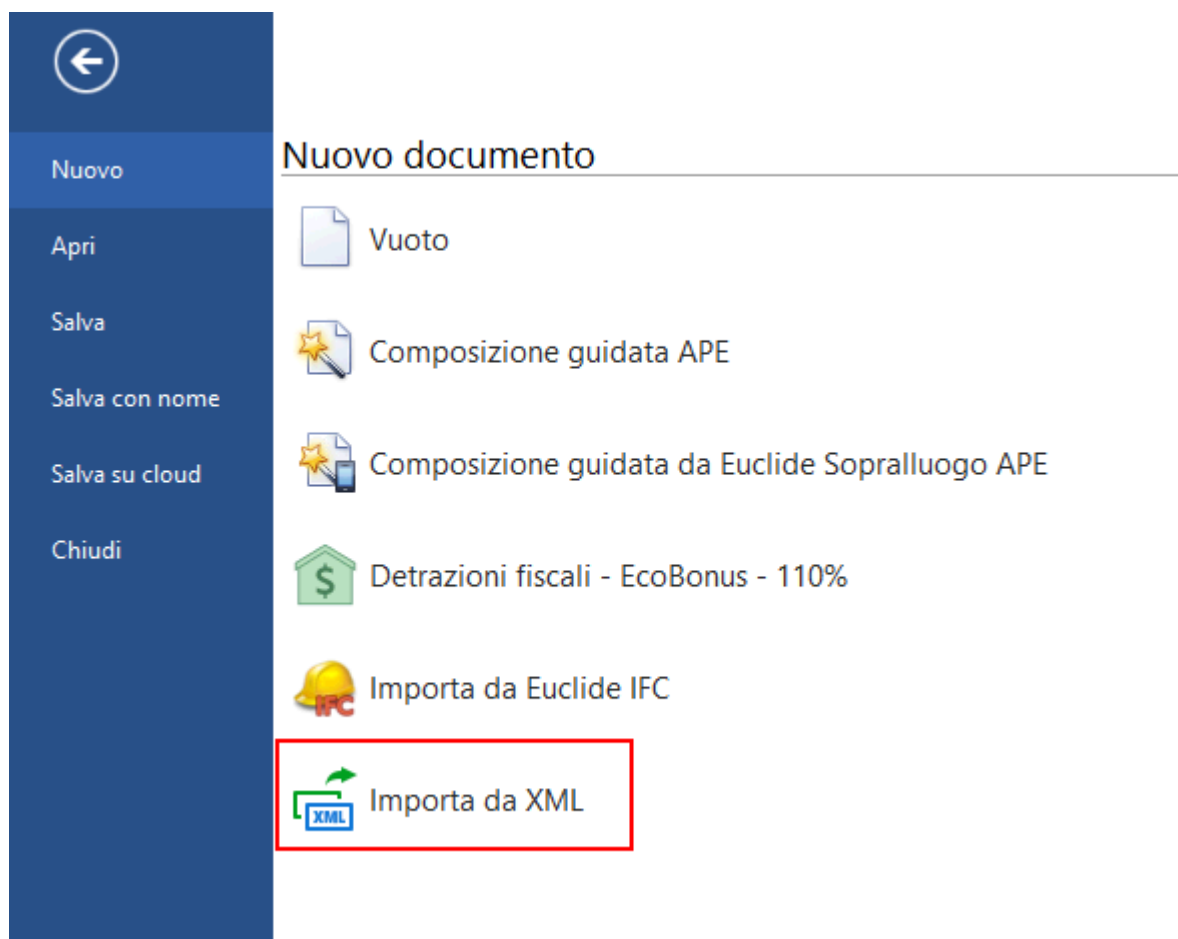 Nuovo
Apri
Salva
Salva con nome
Salva su cloud
Chiudi
Nuovo documento
Vuoto
Composizione guidata APE
Composizione guidata da Euclide Sopralluogo APE
$
Detrazioni fiscali - EcoBonus - 110%
IFC
Importa da Euclide IFC
XML
Importa da XML